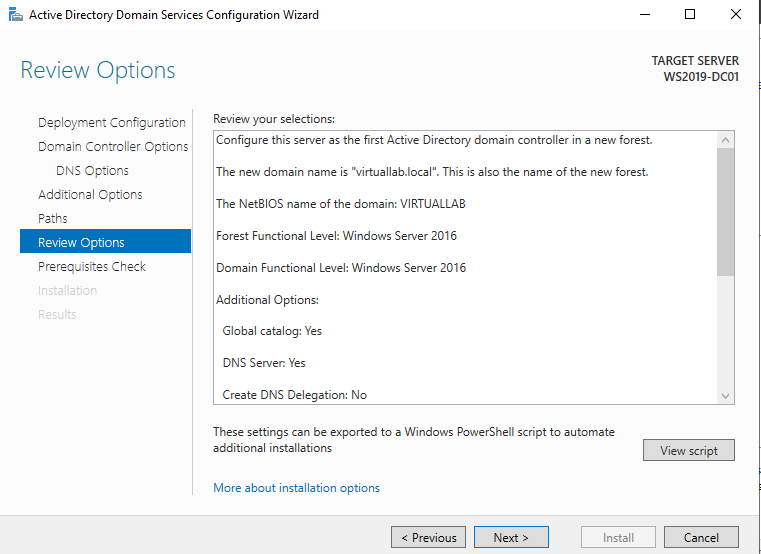 Active Directory Domain Services Configuration Wizard
Review Options
TARGET SERVER
WS2019-DC01
Deployment Configuration
Domain Controller Options
DNS Options
Additional Options
Paths
Review Options
Prerequisites Check
Installation
Results
Review your selections:
Configure this server as the first Active Directory domain controller in a new forest.
The new domain name is "virtuallab.local". This is also the name of the new forest.
The NetBIOS name of the domain: VIRTUALLAB
Forest Functional Level: Windows Server 2016
Domain Functional Level: Windows Server 2016
Additional Options:
Global catalog: Yes
DNS Server: Yes
Create DNS Delegation: No
These settings can be exported to a Windows PowerShell script to automate
additional installations
View script
More about installation options
< Previous
Next >
Install
Cancel